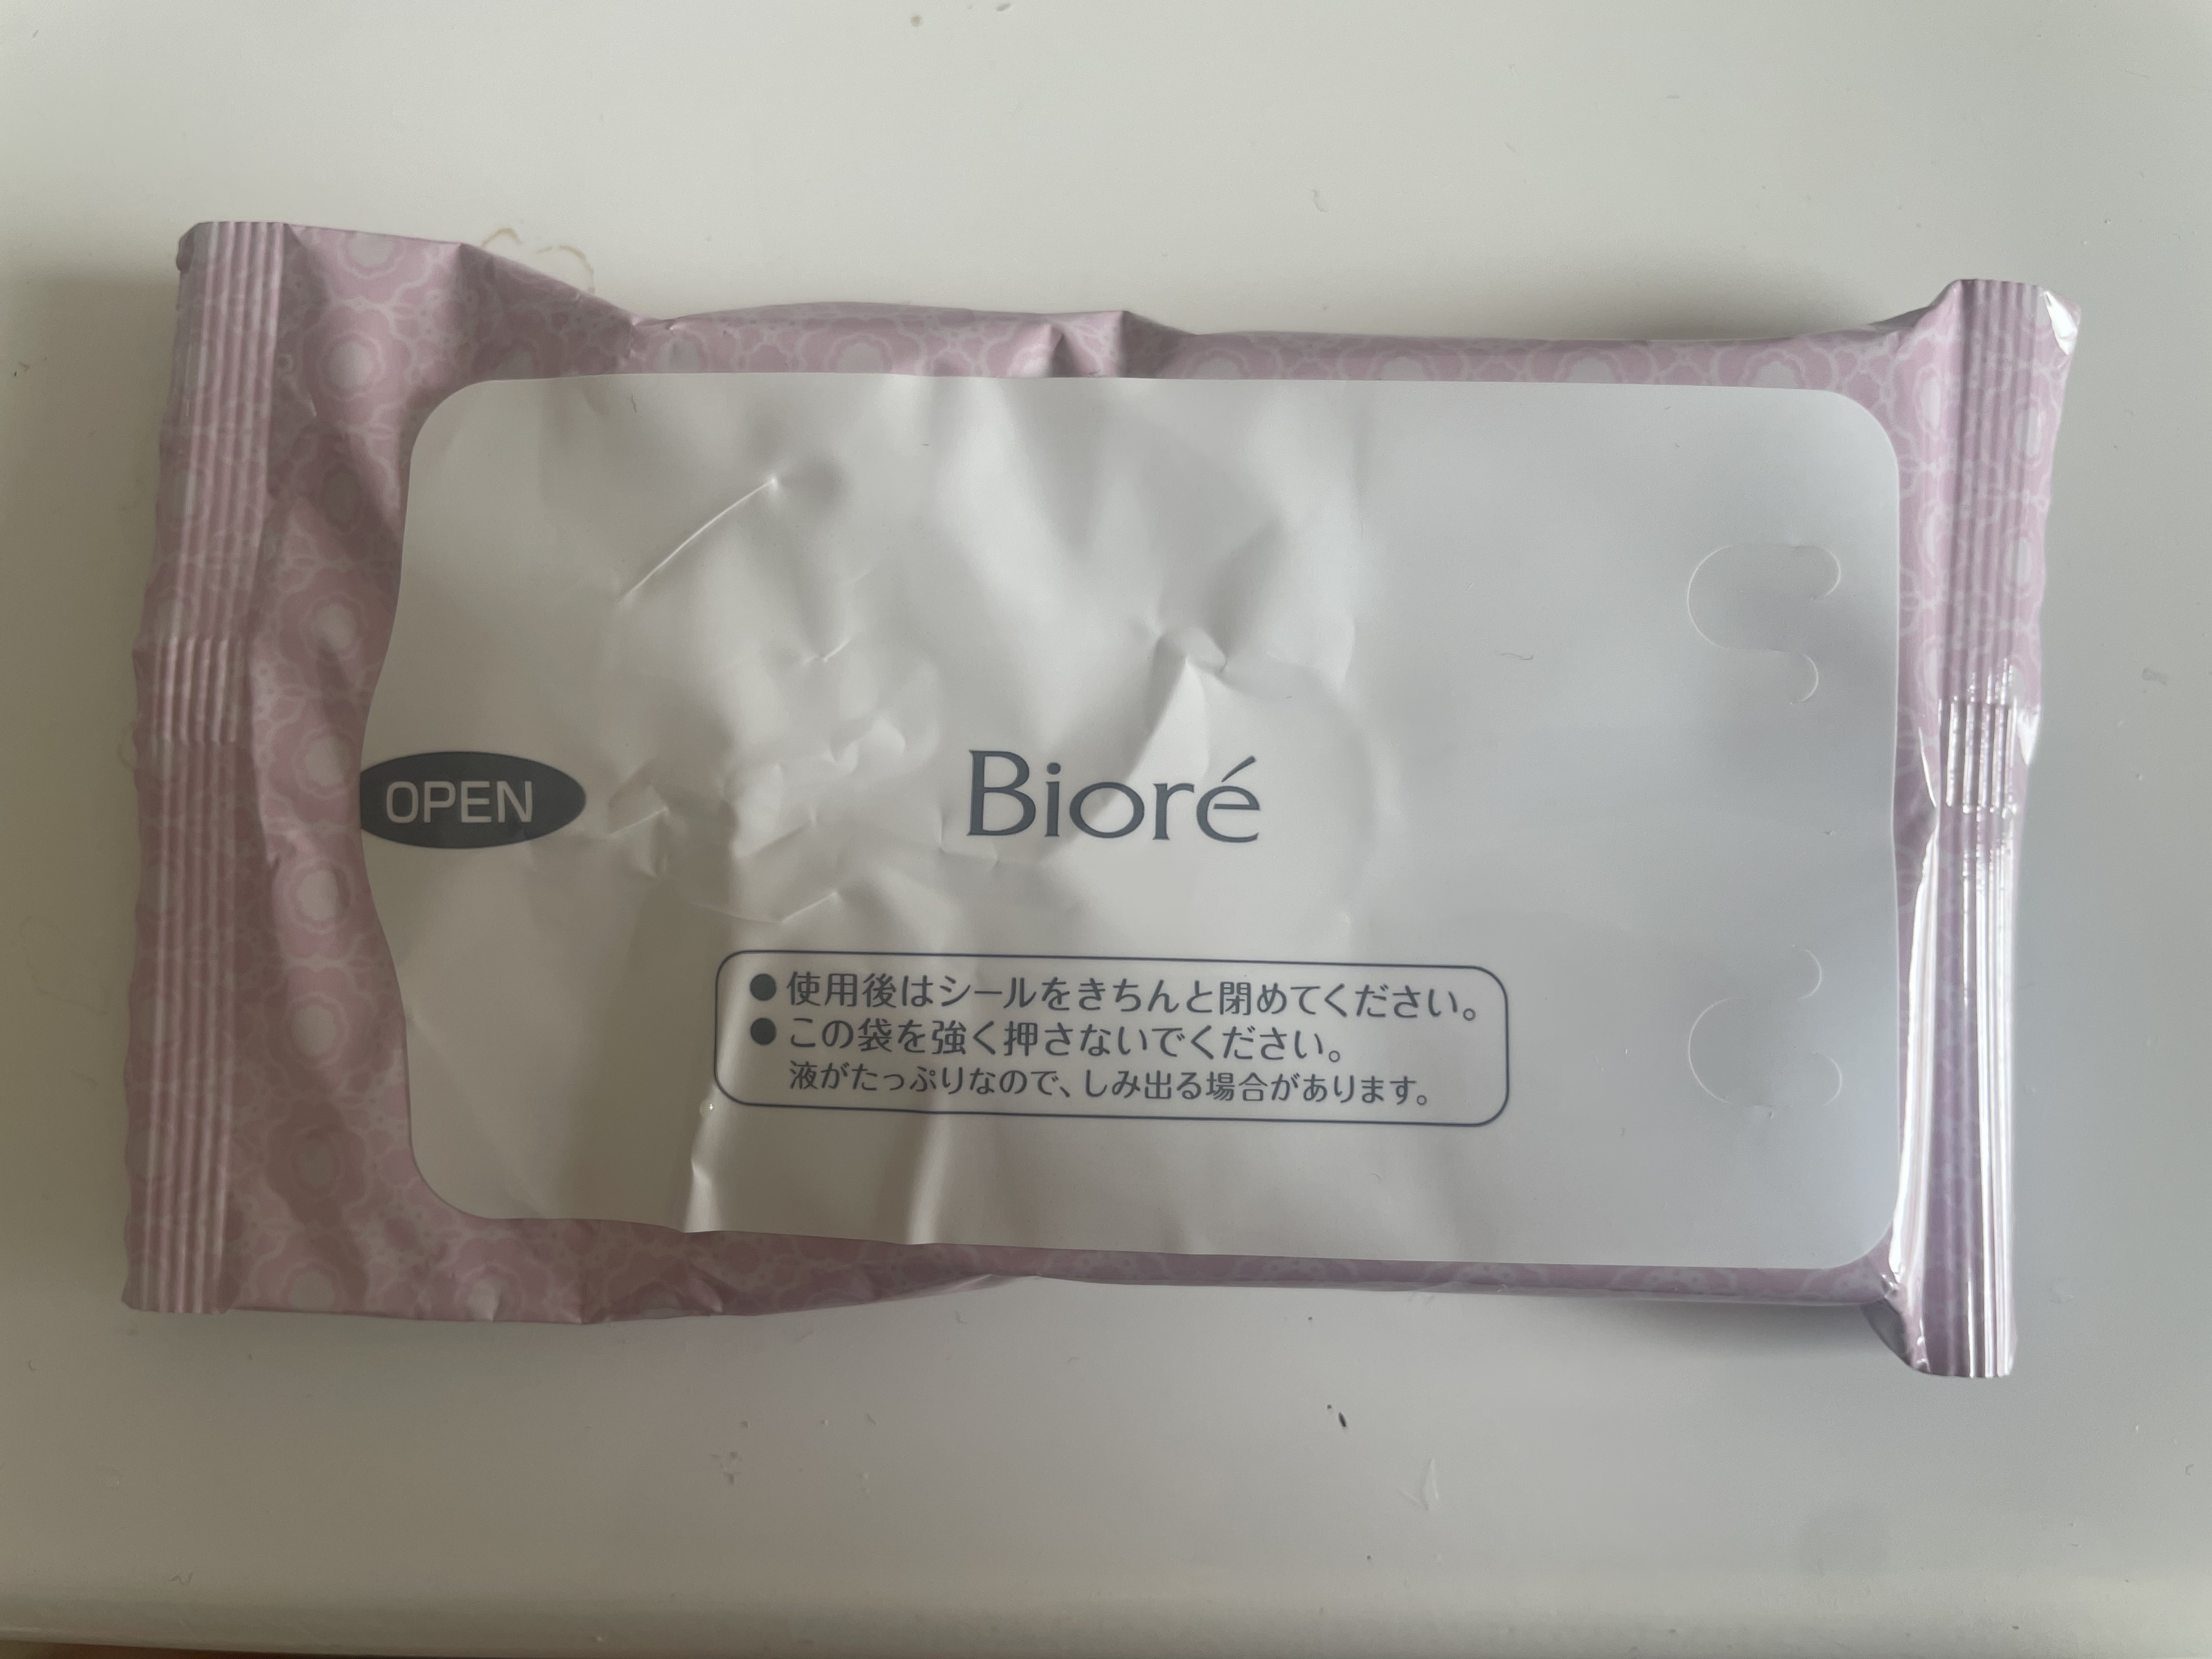 OPEN
Bioré
●使用後はシールをきちんと閉めてください。
●この袋を強く押さないでください。
液がたっぷりなので、しみ出る場合があります。